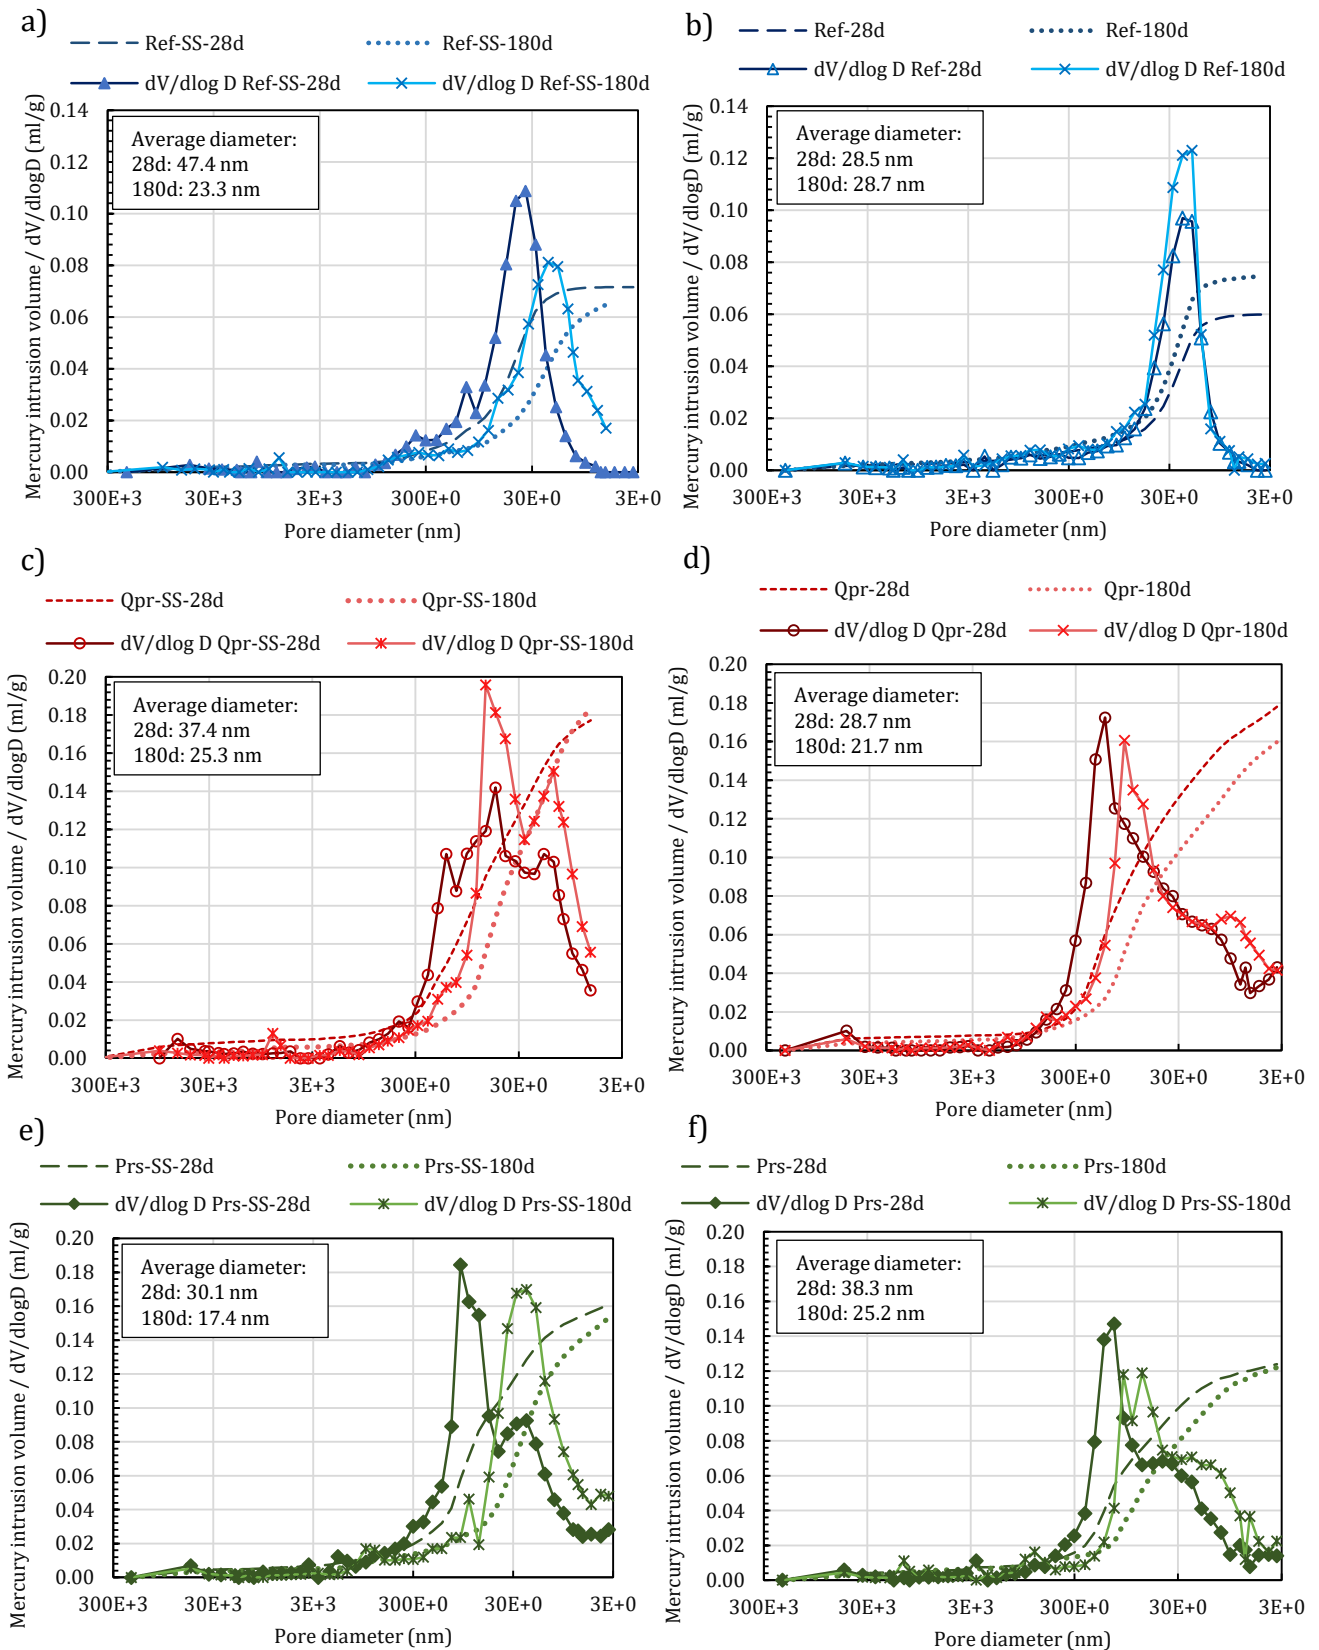 a)
Ref-SS-28d
Ref-SS-180d
dV/dlog D Ref-SS-28d
dV/dlog D Ref-SS-180d
Mercury intrusion volume / dV/dlogD (ml/g)
0.14
0.12
0.10
0.08
0.06
0.04
0.02
0.00
Average diameter:
28d: 47.4 nm
180d: 23.3 nm
300E+3 30E+3 3E+3 300E+0 30E+0 3E+0
Pore diameter (nm)
b)
Ref-28d
Ref-180d
dV/dlog D Ref-28d
dV/dlog D Ref-180d
Mercury intrusion volume / dV/dlogD (ml/g)
0.14
0.12
0.10
0.08
0.06
0.04
0.02
0.00
Average diameter:
28d: 28.5 nm
180d: 28.7 nm
300E+3 30E+3 3E+3 300E+0 30E+0 3E+0
Pore diameter (nm)
c)
Qpr-SS-28d
Qpr-SS-180d
dV/dlog D Qpr-SS-28d
dV/dlog D Qpr-SS-180d
Mercury intrusion volume / dV/dlogD (ml/g)
0.20
0.18
0.16
0.14
0.12
0.10
0.08
0.06
0.04
0.02
0.00
Average diameter:
28d: 37.4 nm
180d: 25.3 nm
300E+3 30E+3 3E+3 300E+0 30E+0 3E+0
Pore diameter (nm)
d)
Qpr-28d
Qpr-180d
dV/dlog D Qpr-28d
dV/dlog D Qpr-180d
Mercury intrusion volume / dV/dlogD (ml/g)
0.20
0.18
0.16
0.14
0.12
0.10
0.08
0.06
0.04
0.02
0.00
Average diameter:
28d: 28.7 nm
180d: 21.7 nm
300E+3 30E+3 3E+3 300E+0 30E+0 3E+0
Pore diameter (nm)
e)
Prs-SS-28d
Prs-SS-180d
dV/dlog D Prs-SS-28d
dV/dlog D Prs-SS-180d
Mercury intrusion volume / dV/dlogD (ml/g)
0.20
0.18
0.16
0.14
0.12
0.10
0.08
0.06
0.04
0.02
0.00
Average diameter:
28d: 30.1 nm
180d: 17.4 nm
300E+3 30E+3 3E+3 300E+0 30E+0 3E+0
Pore diameter (nm)
f)
Prs-28d
Prs-180d
dV/dlog D Prs-28d
dV/dlog D Prs-SS-180d
Mercury intrusion volume / dV/dlogD (ml/g)
0.20
0.18
0.16
0.14
0.12
0.10
0.08
0.06
0.04
0.02
0.00
Average diameter:
28d: 38.3 nm
180d: 25.2 nm
300E+3 30E+3 3E+3 300E+0 30E+0 3E+0
Pore diameter (nm)